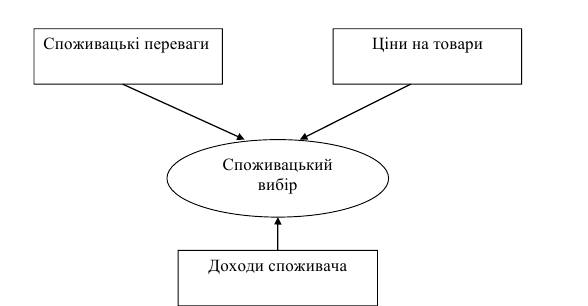 Споживацькі переваги
Ціни на товари
Споживацький
вибір
Доходи споживача